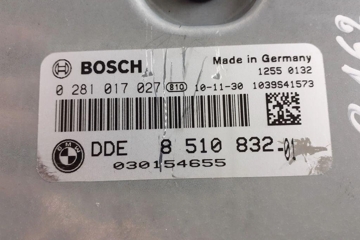 BOSCH
Made in Germany
1255 0132
0 281 017 027 810 10-11-30 1039S41573
BMW
DDE 8 510 832-01
030154655